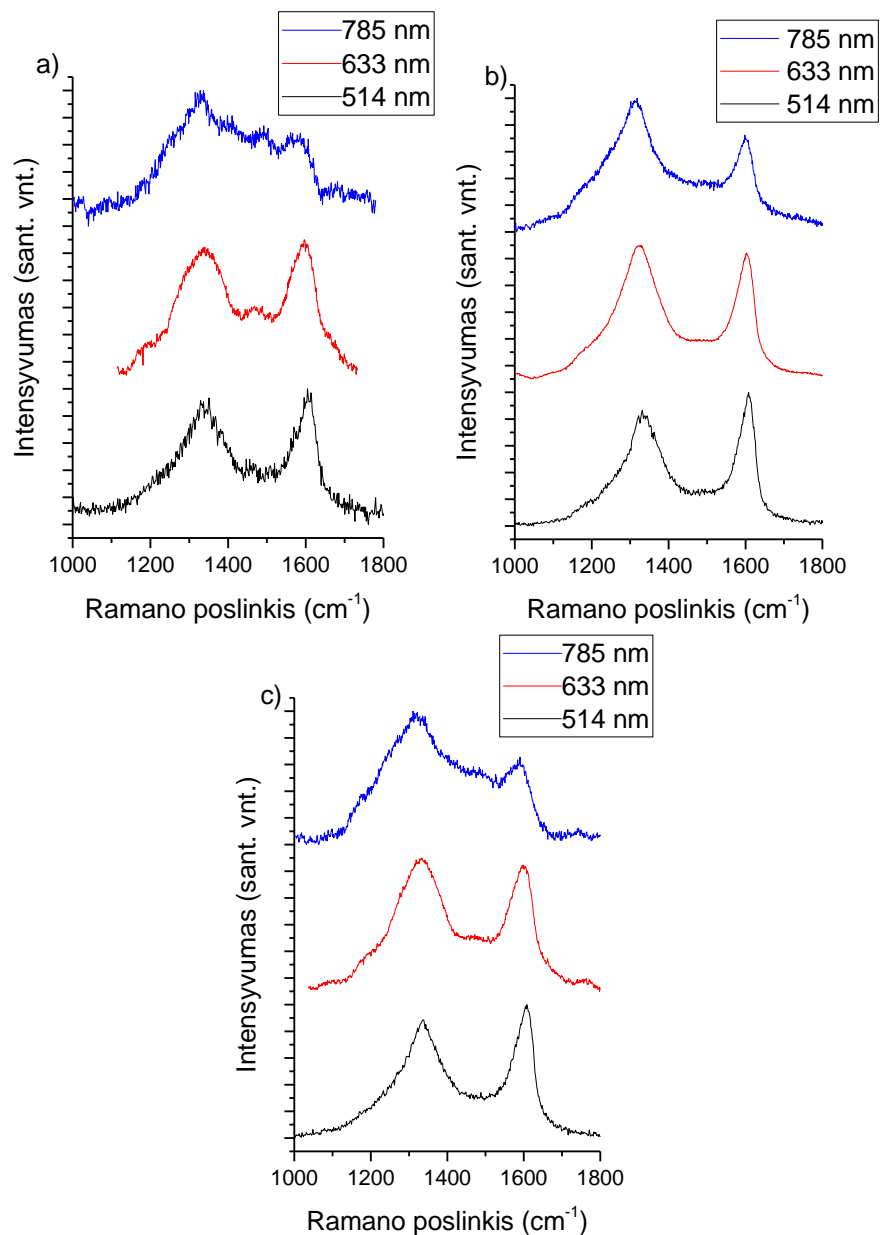 a)
785 nm
633 nm
514 nm
Intensyvumas (sant. vnt.)
1000 1200 1400 1600 1800
Ramano poslinkis (cm⁻¹)
b)
785 nm
633 nm
514 nm
Intensyvumas (sant. vnt.)
1000 1200 1400 1600 1800
Ramano poslinkis (cm⁻¹)
c)
785 nm
633 nm
514 nm
Intensyvumas (sant. vnt.)
1000 1200 1400 1600 1800
Ramano poslinkis (cm⁻¹)